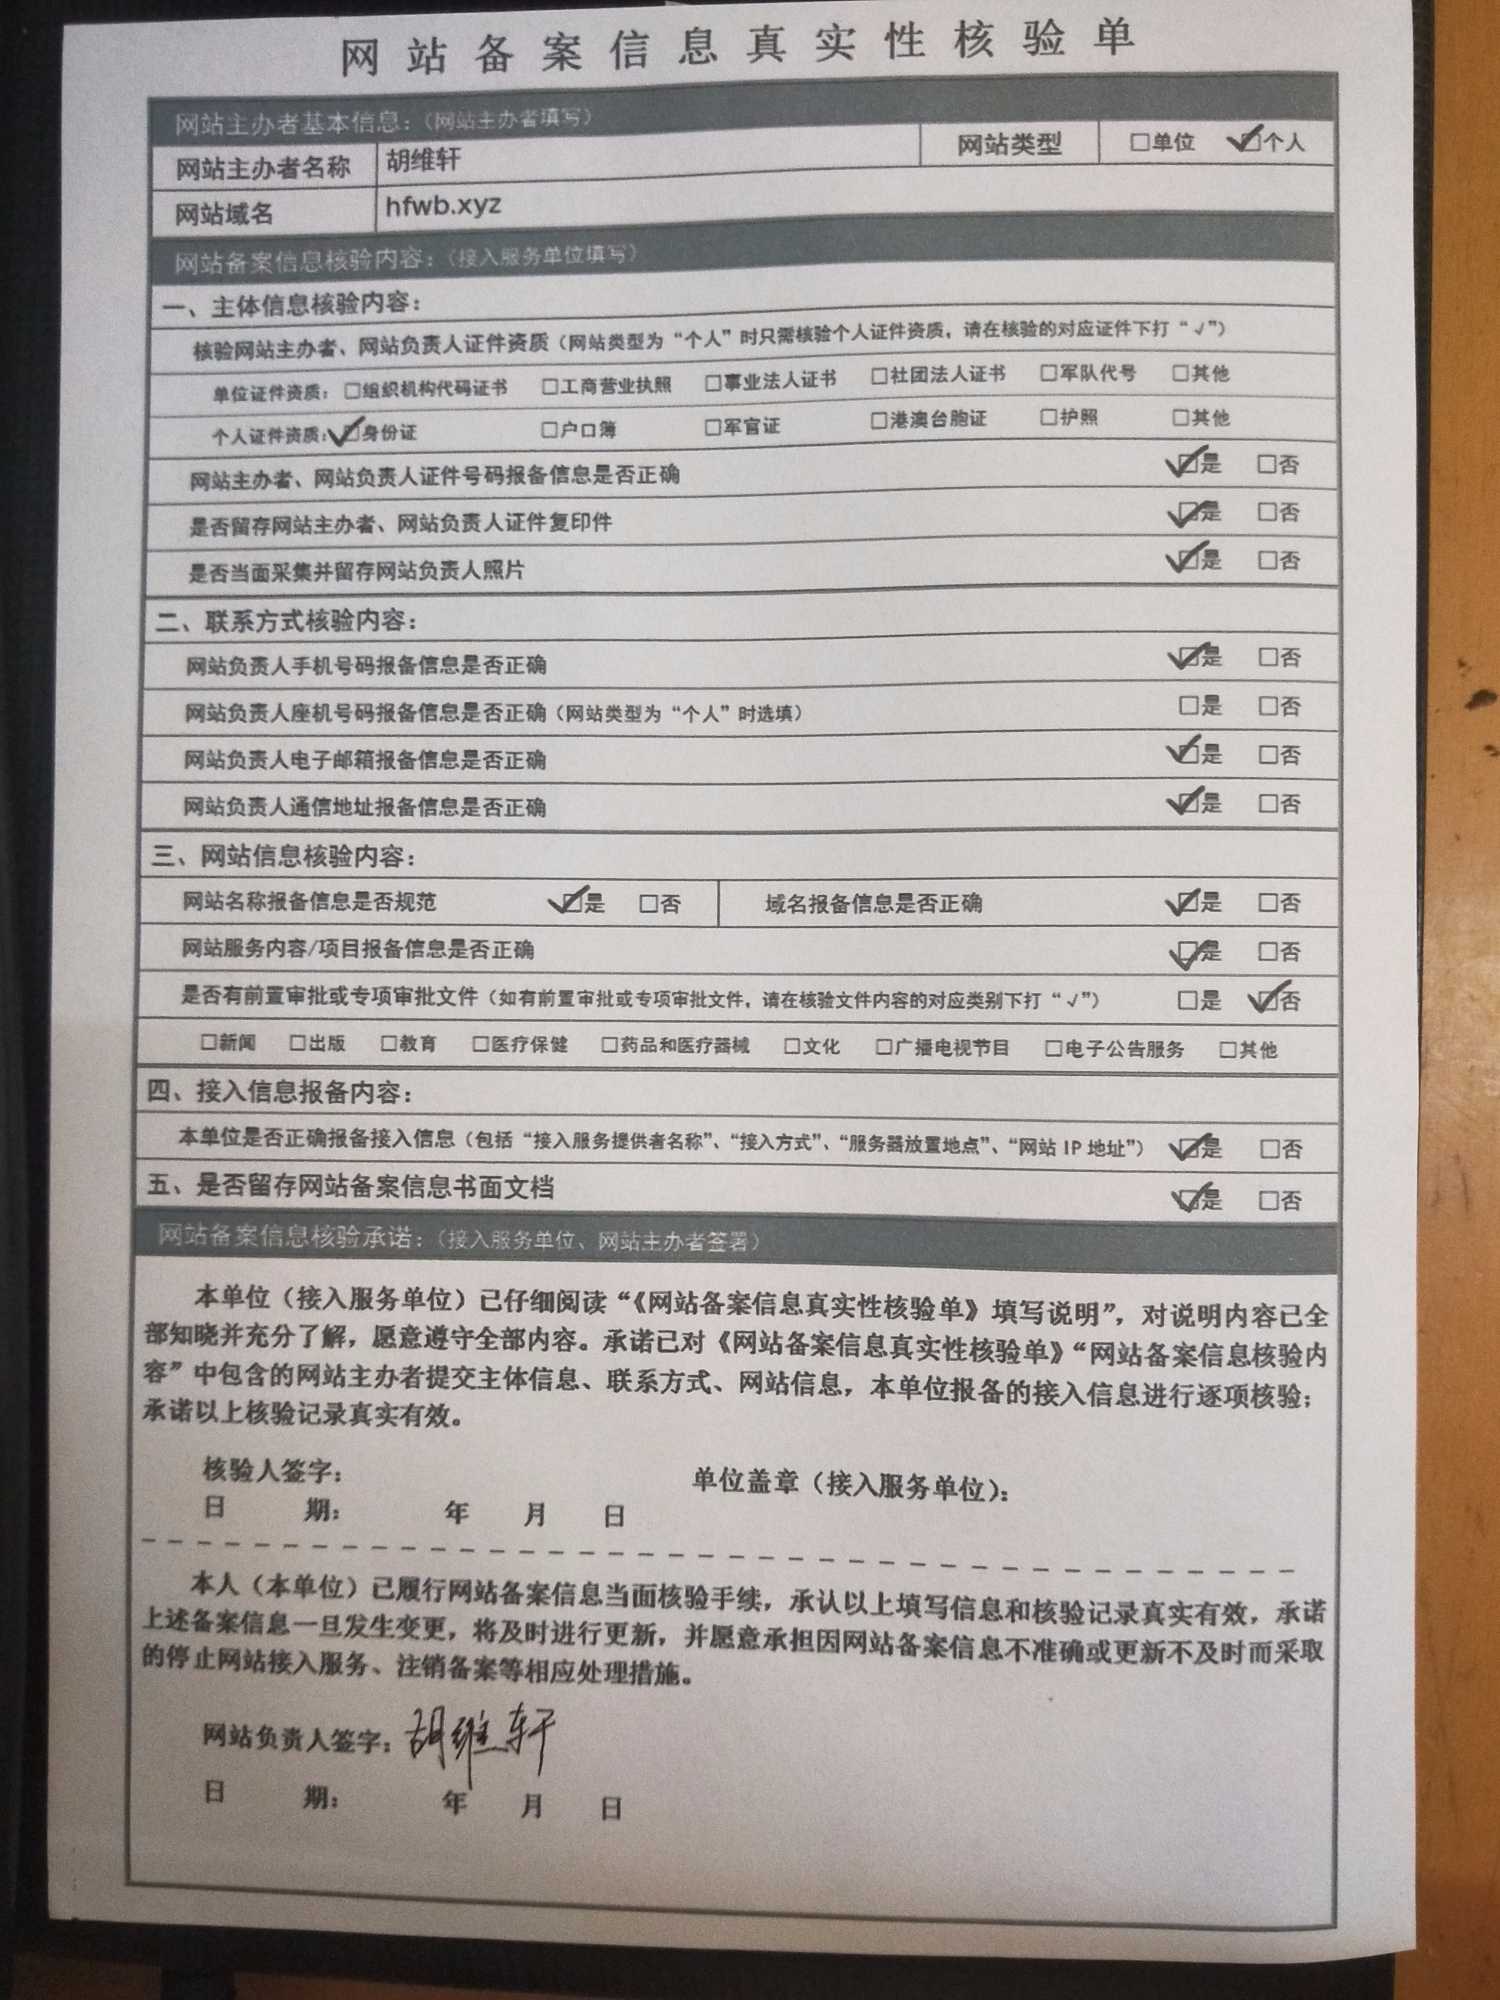 网站备案信息真实性核验单
网站主办者基本信息：（网站主办者填写）
网站主办者名称 胡维轩 网站类型 □单位 ☑个人
网站域名 hfwb.xyz
网站备案信息核验内容：（接入服务单位填写）
一、主体信息核验内容：
核验网站主办者、网站负责人证件资质（网站类型为“个人”时只需核验个人证件资质，请在核验的对应证件下打“√”）
单位证件资质： □组织机构代码证书 □工商营业执照 □事业法人证书 □社团法人证书 □军队代号 □其他
个人证件资质： ☑身份证 □户口簿 □军官证 □港澳台胞证 □护照 □其他
网站主办者、网站负责人证件号码报备信息是否正确 ☑是 □否
是否留存网站主办者、网站负责人证件复印件 ☑是 □否
是否当面采集并留存网站负责人照片 ☑是 □否
二、联系方式核验内容：
网站负责人手机号码报备信息是否正确 ☑是 □否
网站负责人座机号码报备信息是否正确（网站类型为“个人”时选填） □是 □否
网站负责人电子邮箱报备信息是否正确 ☑是 □否
网站负责人通信地址报备信息是否正确 ☑是 □否
三、网站信息核验内容：
网站名称报备信息是否规范 ☑是 □否 域名报备信息是否正确 ☑是 □否
网站服务内容/项目报备信息是否正确 ☑是 □否
是否有前置审批或专项审批文件（如有前置审批或专项审批文件，请在核验文件内容的对应类别下打“√”） □是 ☑否
□新闻 □出版 □教育 □医疗保健 □药品和医疗器械 □文化 □广播电视节目 □电子公告服务 □其他
四、接入信息报备内容：
本单位是否正确报备接入信息（包括“接入服务提供者名称”、“接入方式”、“服务器放置地点”、“网站 IP 地址”） ☑是 □否
五、是否留存网站备案信息书面文档 ☑是 □否
网站备案信息核验承诺：（接入服务单位、网站主办者签署）
本单位（接入服务单位）已仔细阅读“《网站备案信息真实性核验单》填写说明”，对说明内容已全
部知晓并充分了解，愿意遵守全部内容。承诺已对《网站备案信息真实性核验单》“网站备案信息核验内
容”中包含的网站主办者提交主体信息、联系方式、网站信息，本单位报备的接入信息进行逐项核验；
承诺以上核验记录真实有效。
核验人签字： 单位盖章（接入服务单位）：
日 期： 年 月 日
本人（本单位）已履行网站备案信息当面核验手续，承认以上填写信息和核验记录真实有效，承诺
上述备案信息一旦发生变更，将及时进行更新，并愿意承担因网站备案信息不准确或更新不及时而采取
的停止网站接入服务、注销备案等相应处理措施。
网站负责人签字：胡维轩
日 期： 年 月 日